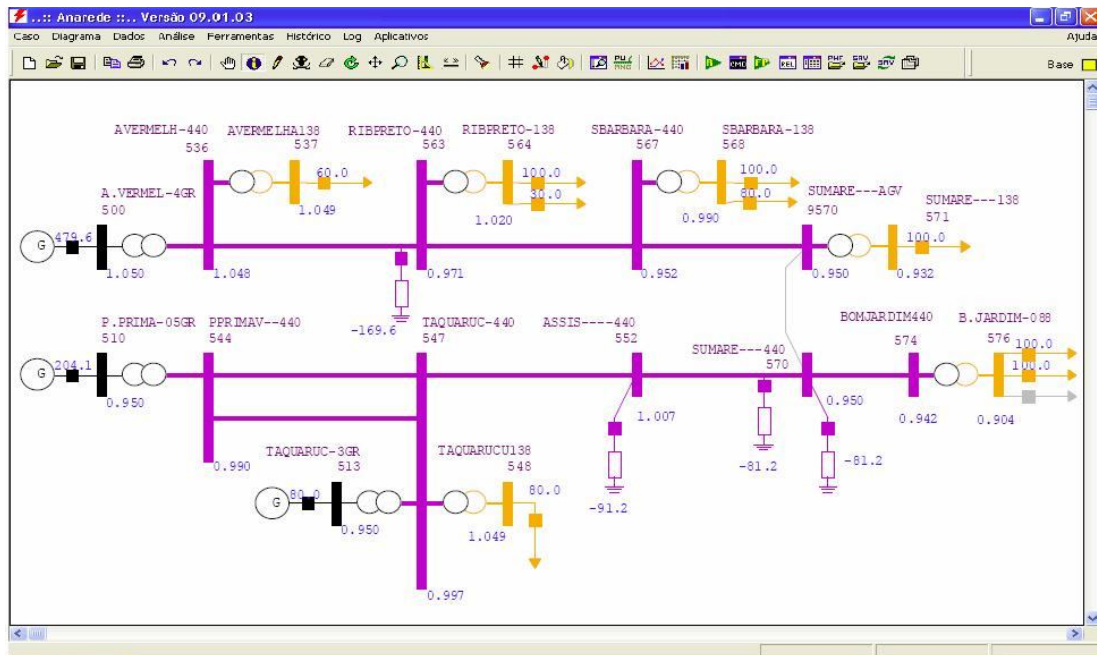 ..:: Anarede ::.. Versão 09.01.03
Caso Diagrama Dados Análise Ferramentas Histórico Log Aplicativos Ajuda
Base
AVERMELH-440 AVERMELHA138 RIBPRETO-440 RIBPRETO-138 SBARBARA-440 SBARBARA-138
536 537 563 564 567 568
60.0 100.0 30.0 100.0 80.0
A.VERMEL-4GR SUMARE---AGV SUMARE---138
500 9570 571
1.049 1.020 0.990
G 479.6 100.0
1.050 1.048 0.971 0.952 0.950 0.932
-169.6
P.PRIMA-05GR PPRIMAV--440 TAQUARUC-440 ASSIS----440 BOMJARDIM440 B.JARDIM-088
510 544 547 552 574 576
SUMARE---440
570
G 204.1 100.0 100.0
0.950 1.007 0.950 0.942 0.904
0.990
TAQUARUC-3GR TAQUARUCU138
513 548
-81.2 -81.2
G 80.0 80.0
-91.2
0.950 1.049
0.997